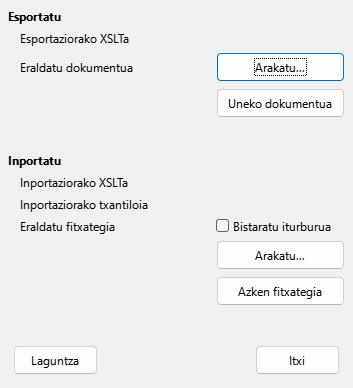 Esportatu
Esportaziorako XSLTa
Eraldatu dokumentua Arakatu...
Uneko dokumentua
Inportatu
Inportaziorako XSLTa
Inportaziorako txantiloia
Eraldatu fitxategia Bistaratu iturburua
Arakatu...
Azken fitxategia
Laguntza Itxi